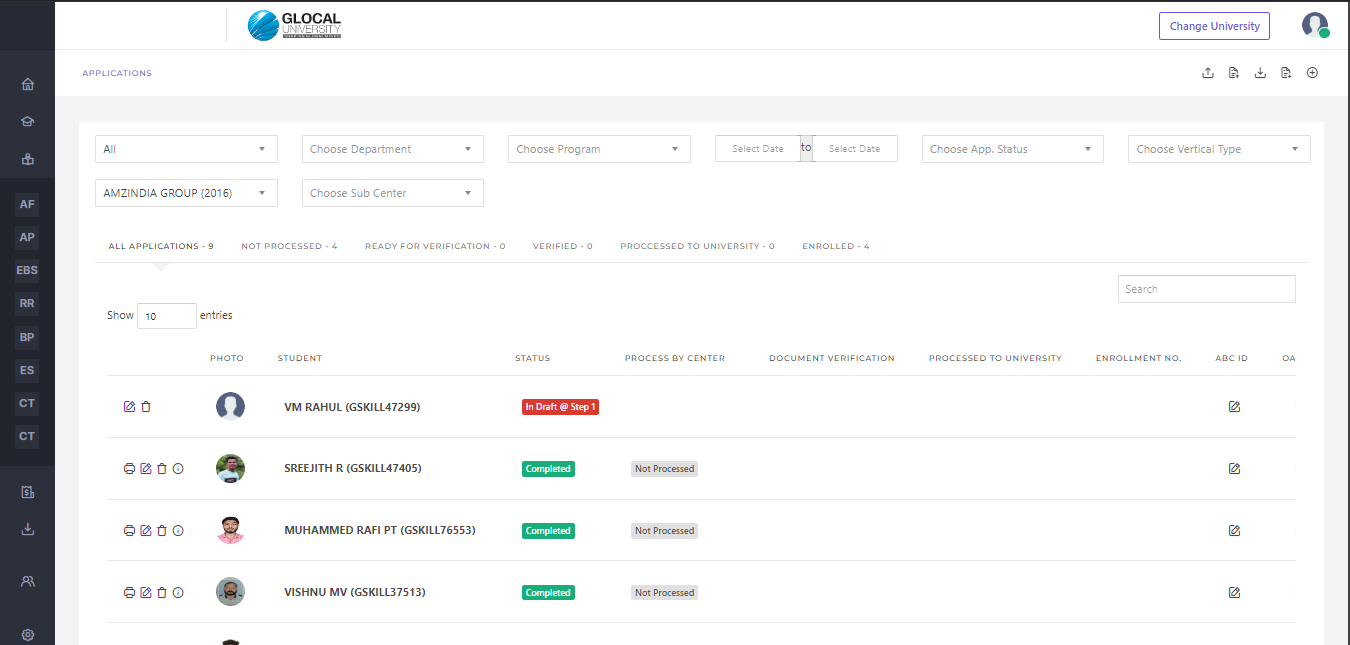 GLOCAL
UNIVERSITY
Change University
APPLICATIONS
All
Choose Department
Choose Program
Select Date
to
Select Date
Choose App. Status
Choose Vertical Type
AMZINDIA GROUP (2016)
Choose Sub Center
AF
AP
EBS
RR
BP
ES
CT
CT
ALL APPLICATIONS - 9
NOT PROCESSED - 4
READY FOR VERIFICATION - 0
VERIFIED - 0
PROCCESSED TO UNIVERSITY - 0
ENROLLED - 4
Search
Show 10 entries
PHOTO STUDENT STATUS PROCESS BY CENTER DOCUMENT VERIFICATION PROCESSED TO UNIVERSITY ENROLLMENT NO. ABC ID OA
VM RAHUL (GSKILL47299) In Draft @ Step 1
SREEJITH R (GSKILL47405) Completed Not Processed
MUHAMMED RAFI PT (GSKILL76553) Completed Not Processed
VISHNU MV (GSKILL37513) Completed Not Processed